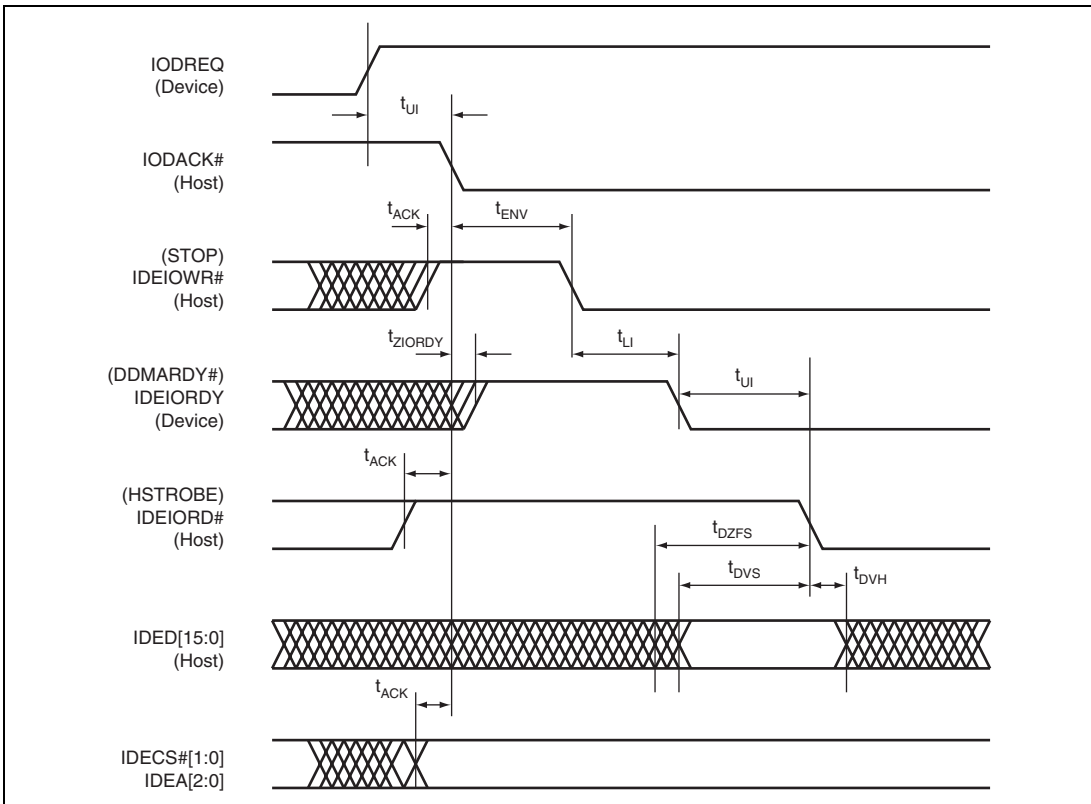 IODREQ
(Device)
tUI
IODACK#
(Host)
tACK
tENV
(STOP)
IDEIOWR#
(Host)
tZIORDY
tLI
(DDMARDY#)
IDEIORDY
(Device)
tUI
tACK
(HSTROBE)
IDEIORD#
(Host)
tDZFS
tDVS
tDVH
IDED[15:0]
(Host)
tACK
IDECS#[1:0]
IDEA[2:0]